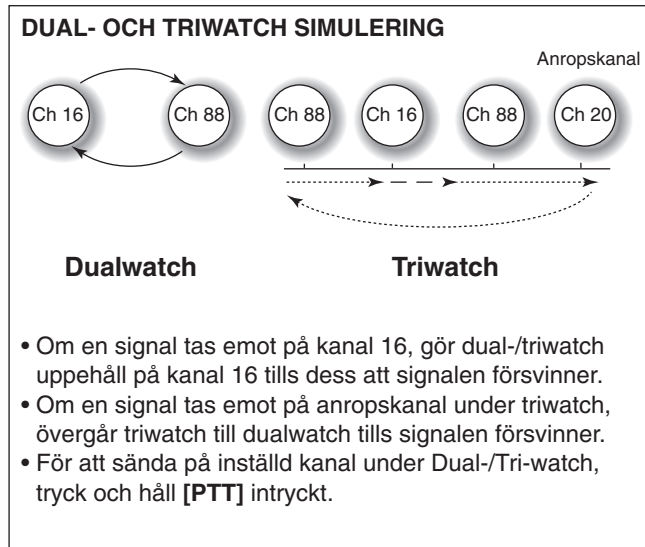 DUAL- OCH TRIWATCH SIMULERING
Anropskanal
Ch 16
Ch 88
Ch 88
Ch 16
Ch 88
Ch 20
Dualwatch
Triwatch
• Om en signal tas emot på kanal 16, gör dual-/triwatch
uppehåll på kanal 16 tills dess att signalen försvinner.
• Om en signal tas emot på anropskanal under triwatch,
övergår triwatch till dualwatch tills signalen försvinner.
• För att sända på inställd kanal under Dual-/Tri-watch,
tryck och håll [PTT] intryckt.